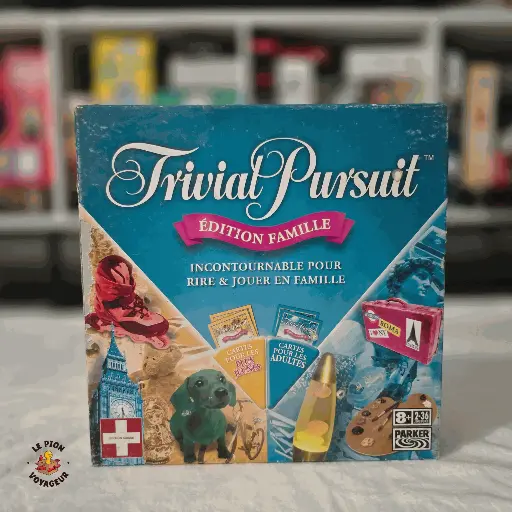 Trivial Pursuit ™
ÉDITION FAMILLE
INCONTOURNABLE POUR
RIRE & JOUER EN FAMILLE
CARTES POUR LES
CARTES POUR LES
ADULTES
ROMA
NY
8+ 2-36
PARKER
LE PION
VOYAGEUR